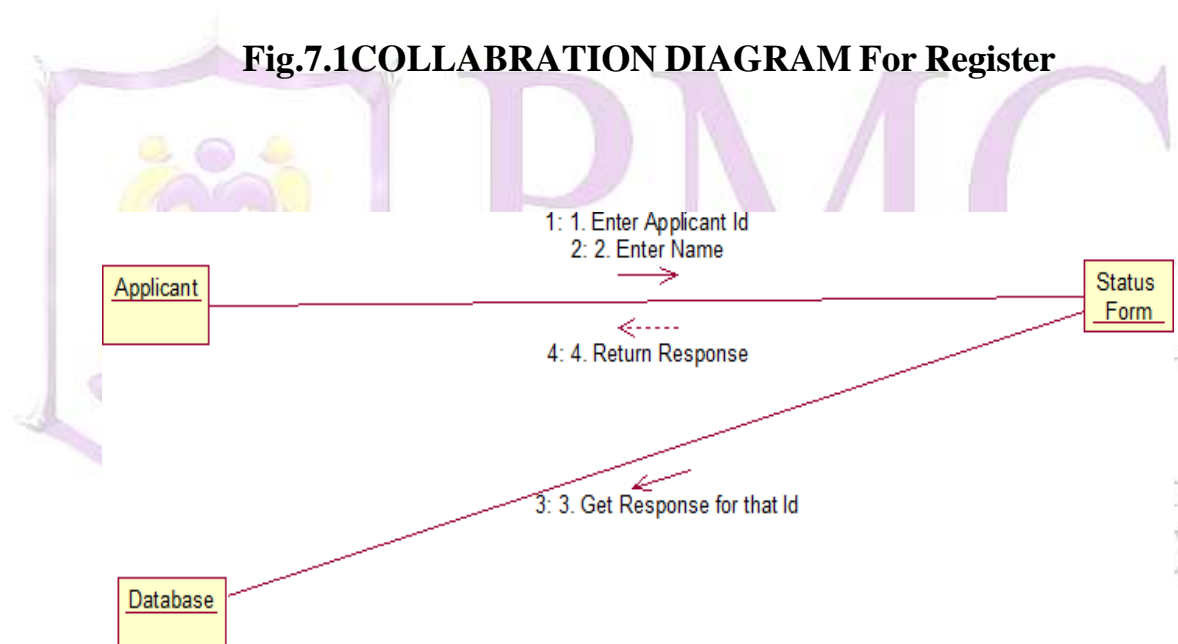 Fig.7.1COLLABRATION DIAGRAM For Register
PMC
1: 1. Enter Applicant Id
2: 2. Enter Name
Applicant
Status
Form
4: 4. Return Response
3: 3. Get Response for that Id
Database